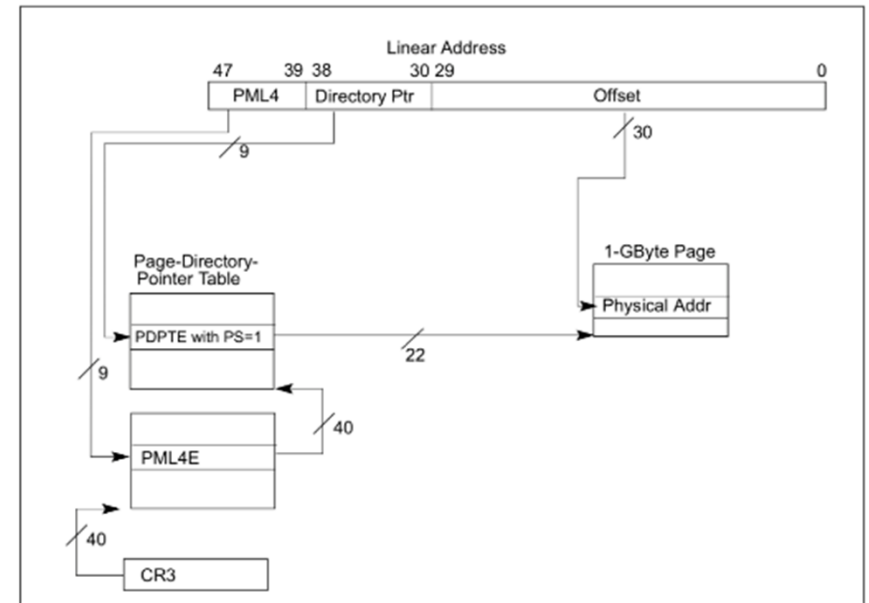 Linear Address
47 39 38 30 29 0
PML4 Directory Ptr Offset
9
30
1-GByte Page
Page-Directory-
Pointer Table
Physical Addr
PDPTE with PS=1
22
9
40
PML4E
40
CR3